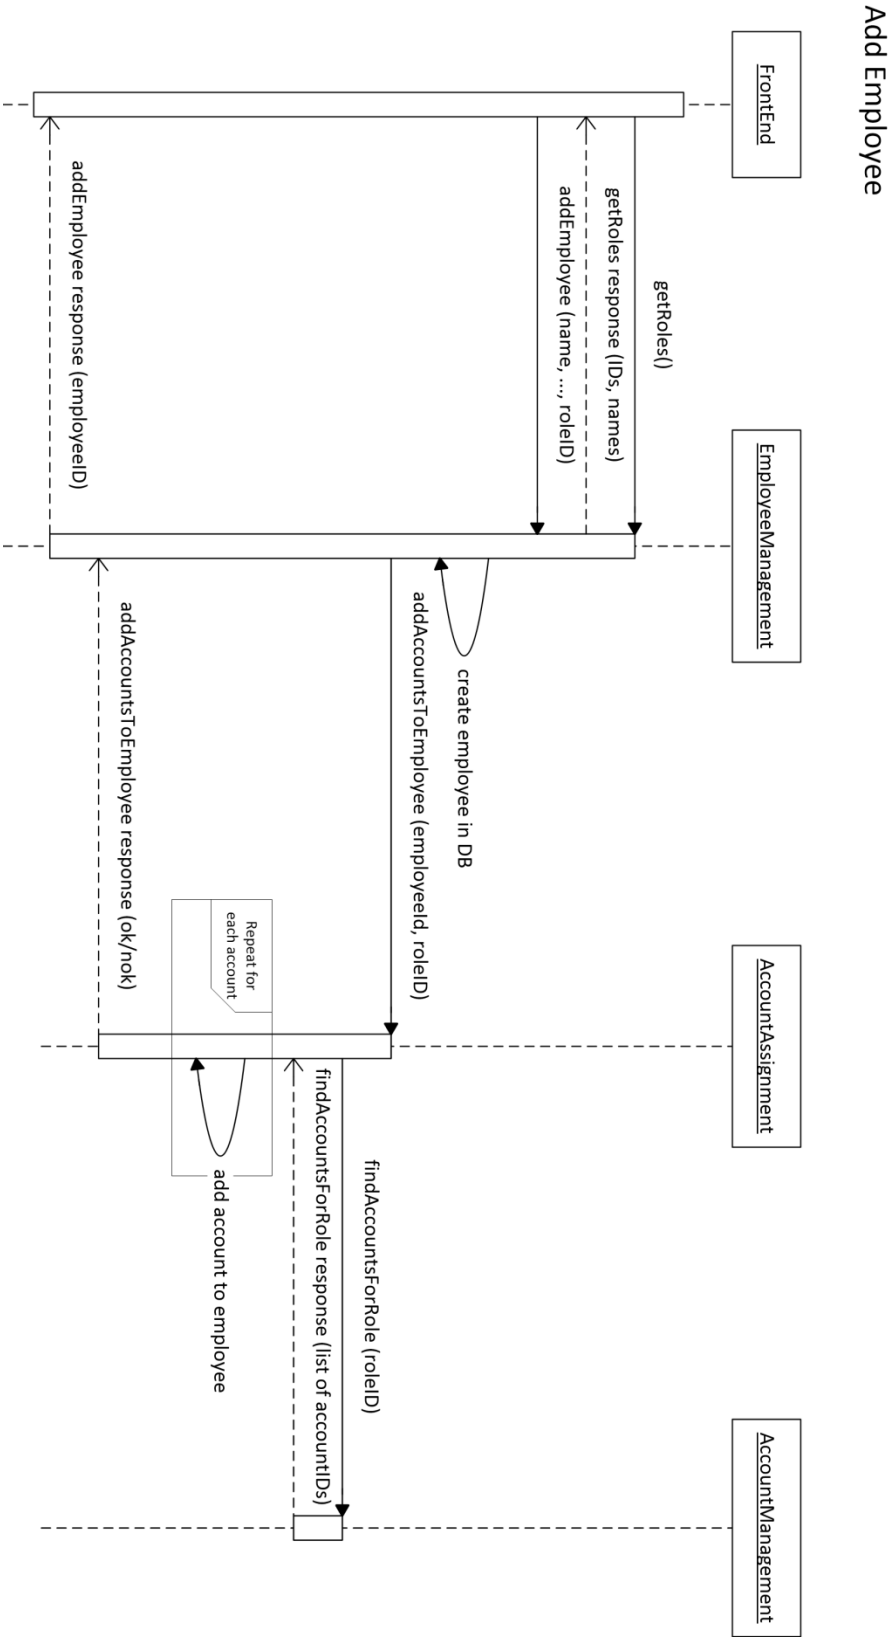 Add Employee
FrontEnd
EmployeeManagement
AccountAssignment
AccountManagement
getRoles()
getRoles response (IDs, names)
addEmployee (name, ..., roleID)
create employee in DB
addAccountsToEmployee (employeeId, roleID)
findAccountsForRole (roleID)
findAccountsForRole response (list of accountIDs)
Repeat for
each account
add account to employee
addAccountsToEmployee response (ok/nok)
addEmployee response (employeeID)